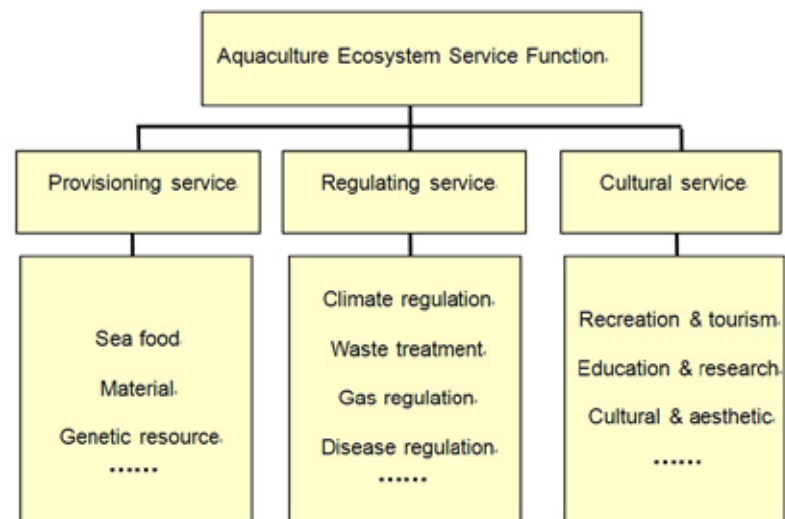 Aquaculture Ecosystem Service Function
Provisioning service
Regulating service
Cultural service
Sea food
Material
Genetic resource
······
Climate regulation
Waste treatment
Gas regulation
Disease regulation
······
Recreation & tourism
Education & research
Cultural & aesthetic
······